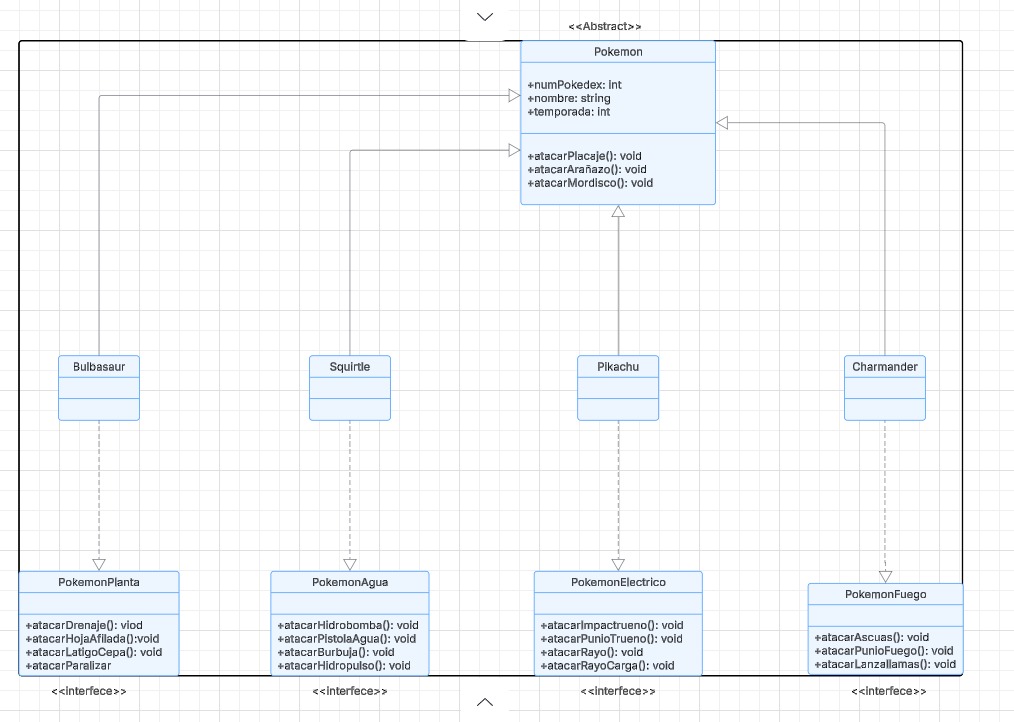 <<Abstract>>
Pokemon
+numPokedex: int
+nombre: string
+temporada: int
+atacarPlacaje(): void
+atacarArañazo(): void
+atacarMordisco(): void
Bulbasaur
Squirtle
Pikachu
Charmander
PokemonPlanta
+atacarDrenaje(): viod
+atacarHojaAfilada():void
+atacarLatigoCepa(): void
+atacarParalizar
<<interfece>>
PokemonAgua
+atacarHidrobomba(): void
+atacarPistolaAgua(): void
+atacarBurbuja(): void
+atacarHidropulso(): void
<<interfece>>
PokemonElectrico
+atacarImpactrueno(): void
+atacarPunioTrueno(): void
+atacarRayo(): void
+atacarRayoCarga(): void
<<interfece>>
PokemonFuego
+atacarAscuas(): void
+atacarPunioFuego(): void
+atacarLanzallamas(): void
<<interfece>>